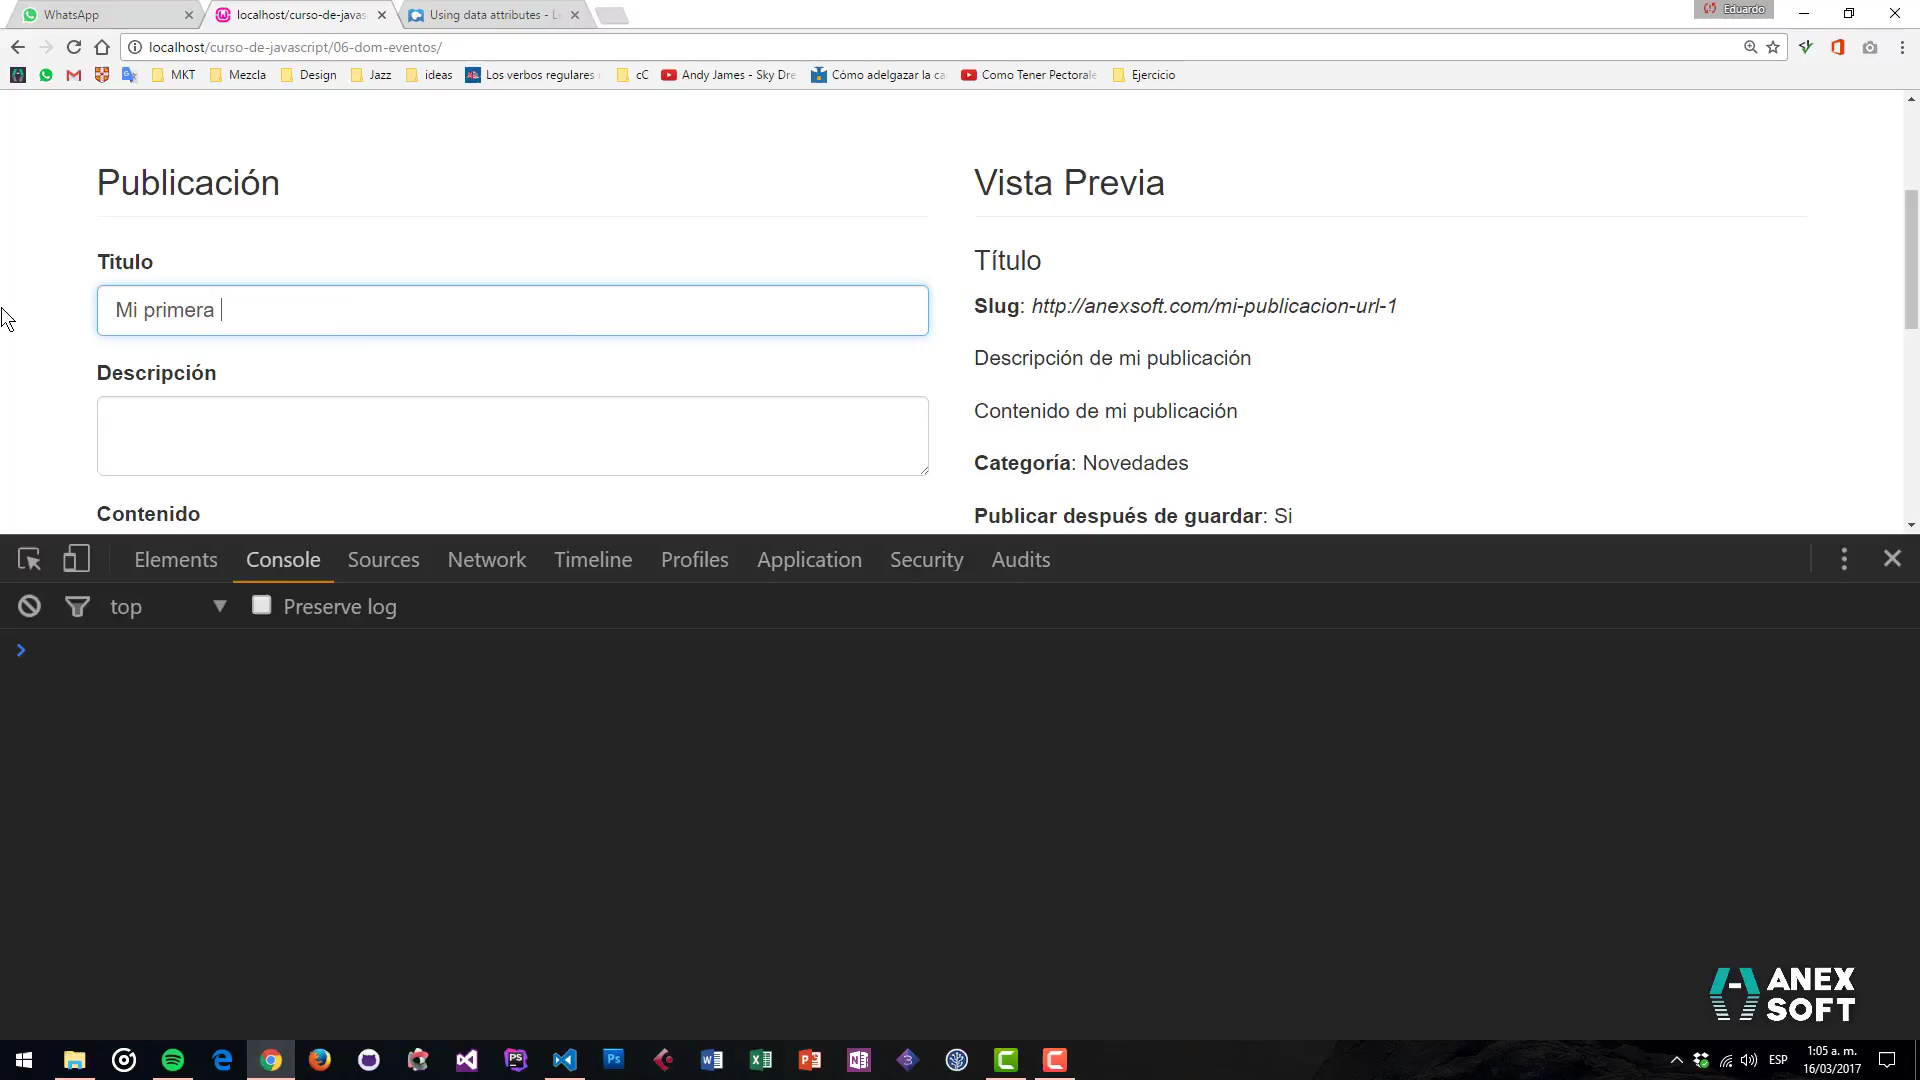 WhatsApp
localhost/curso-de-javas
Using data attributes - L
Eduardo
localhost/curso-de-javascript/06-dom-eventos/
MKT
Mezcla
Design
Jazz
ideas
Los verbos regulares
cC
Andy James - Sky Dre
Cómo adelgazar la ca
Como Tener Pectorale
Ejercicio
Publicación
Vista Previa
Titulo
Título
Mi primera
Slug: http://anexsoft.com/mi-publicacion-url-1
Descripción
Descripción de mi publicación
Contenido de mi publicación
Categoría: Novedades
Contenido
Publicar después de guardar: Si
Elements Console Sources Network Timeline Profiles Application Security Audits
top
Preserve log
ANEX
SOFT
ESP
1:05 a. m.
16/03/2017